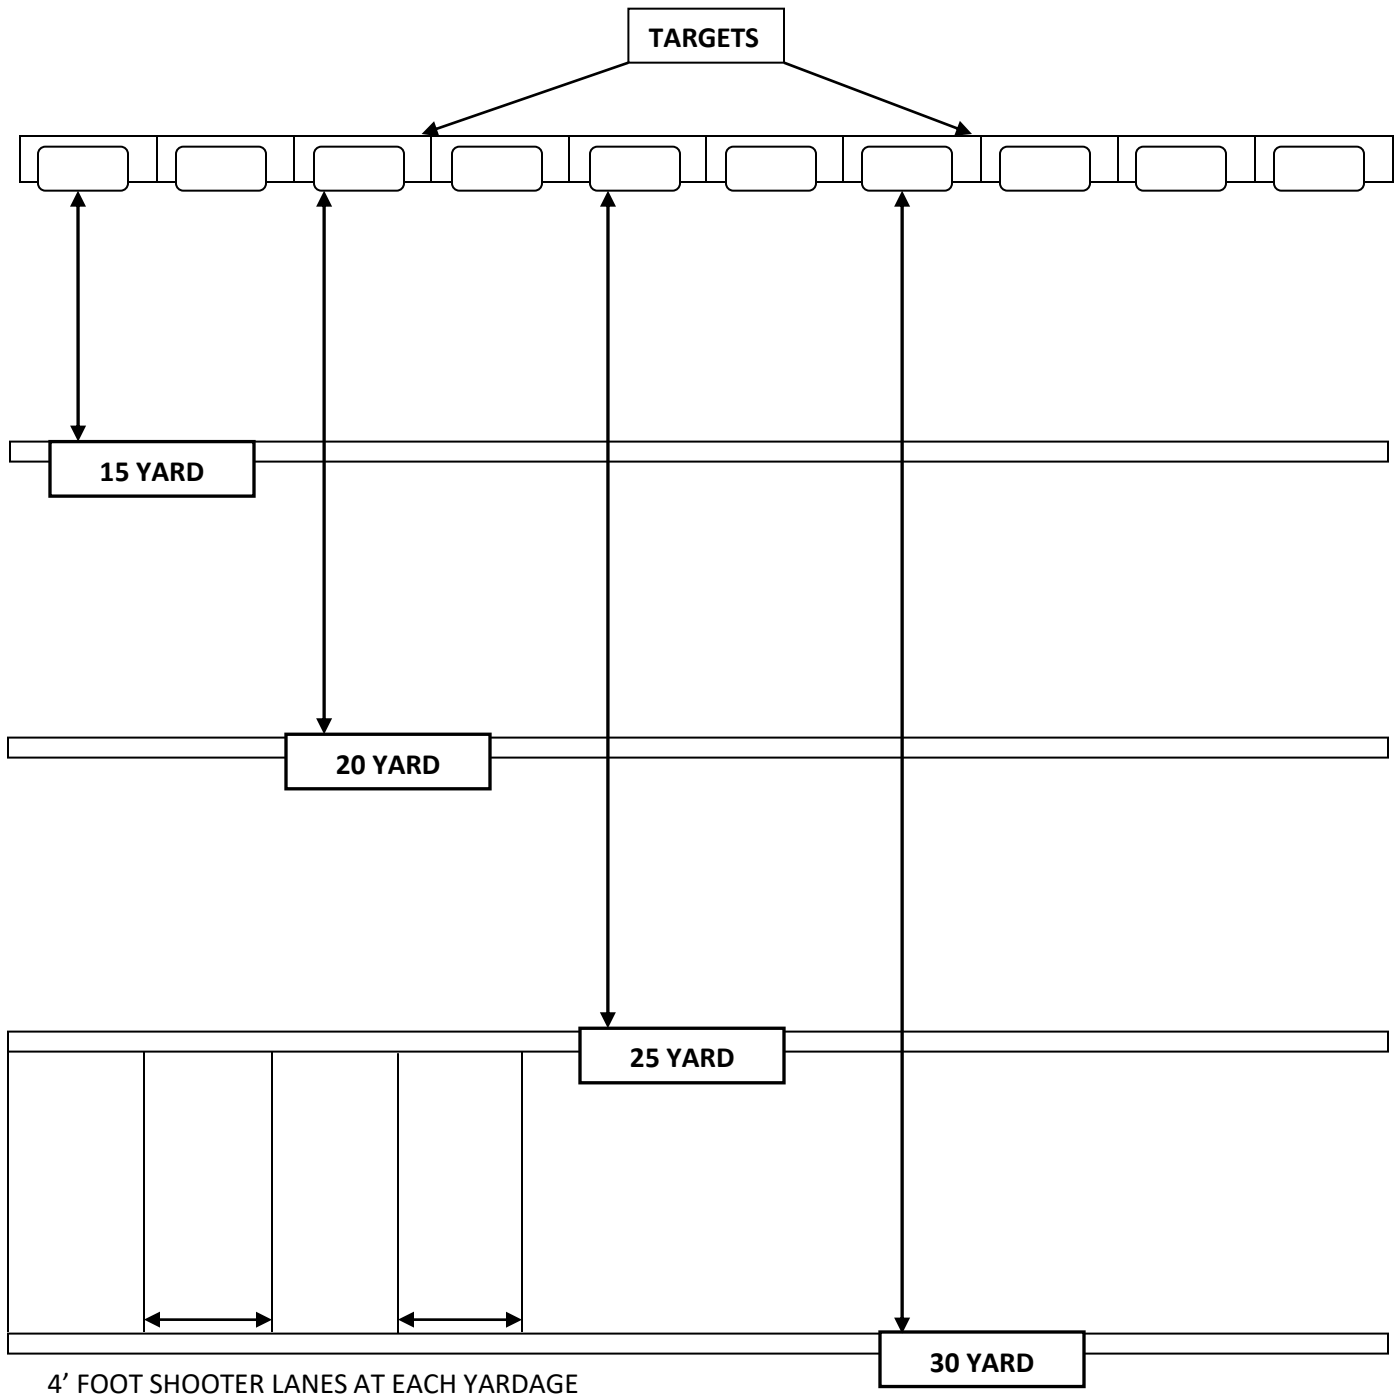 TARGETS
15 YARD
20 YARD
25 YARD
30 YARD
4’ FOOT SHOOTER LANES AT EACH YARDAGE